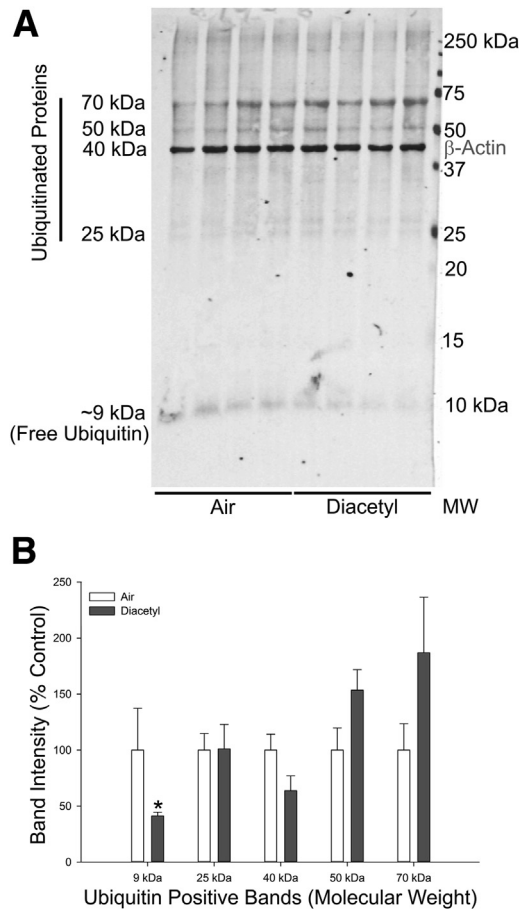 A
250 kDa
75
70 kDa
50 kDa
50
40 kDa
β-Actin
37
Ubiquitinated Proteins
25 kDa
25
20
15
~9 kDa
10 kDa
(Free Ubiquitin)
Air
Diacetyl
MW
B
250
Air
Diacetyl
200
150
100
50
0
*
Band Intensity (% Control)
9 kDa
25 kDa
40 kDa
50 kDa
70 kDa
Ubiquitin Positive Bands (Molecular Weight)